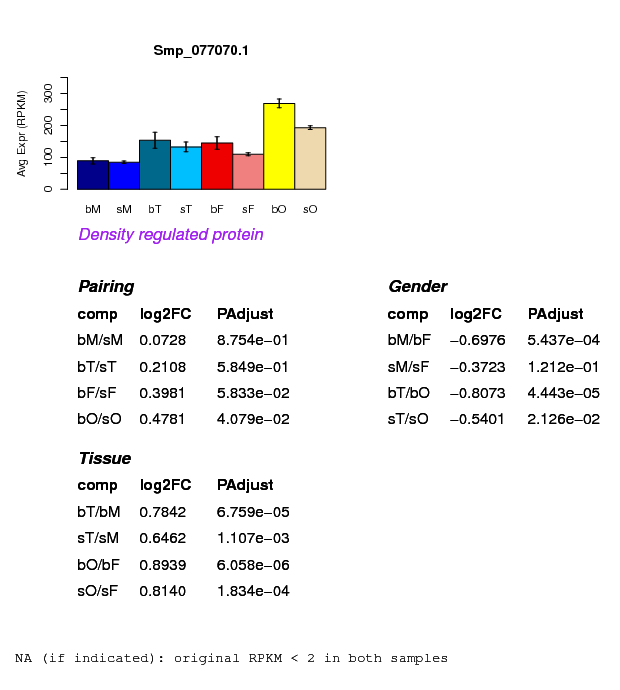 Smp_077070.1
Avg Expr (RPKM)
300
200
100
0
bM sM bT sT bF sF bO sO
Density regulated protein
Pairing
comp log2FC PAdjust
bM/sM 0.0728 8.754e−01
bT/sT 0.2108 5.849e−01
bF/sF 0.3981 5.833e−02
bO/sO 0.4781 4.079e−02
Gender
comp log2FC PAdjust
bM/bF −0.6976 5.437e−04
sM/sF −0.3723 1.212e−01
bT/bO −0.8073 4.443e−05
sT/sO −0.5401 2.126e−02
Tissue
comp log2FC PAdjust
bT/bM 0.7842 6.759e−05
sT/sM 0.6462 1.107e−03
bO/bF 0.8939 6.058e−06
sO/sF 0.8140 1.834e−04
NA (if indicated): original RPKM < 2 in both samples